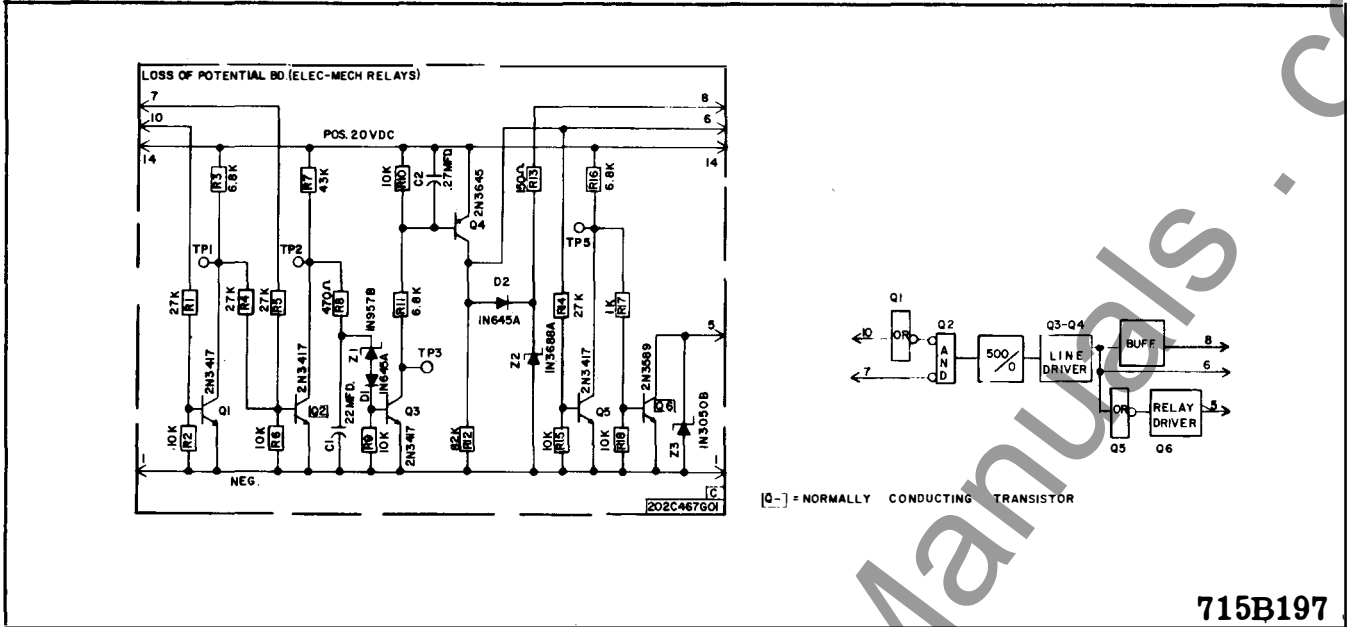 LOSS OF POTENTIAL BD.(ELEC-MECH RELAYS)
7
8
10
6
POS. 20VDC
14
14
R3
6.8K
R7
43K
10K
R10
C2
.27MFD.
2N3645
Q4
150Ω
R13
R16
6.8K
TP1
TP2
TP5
27K
R1
27K
R4
27K
R5
470Ω
R8
IN957B
Z1
D1
IN645A
R11
6.8K
TP3
D2
IN645A
Z2
IN3688A
R14
27K
1K
R17
5
2N3417
Q1
2N3417
Q2
22MFD.
C1
Q3
2N3417
2N3417
Q5
2N3589
Q6
Z3
IN3050B
.10K
R2
10K
R6
R9
10K
82K
R12
10K
R15
10K
R18
1
NEG.
1
C
202C467G01
Q1
10
OR
Q2
AND
7
500/0
Q3-Q4
LINE DRIVER
BUFF
8
6
OR
Q5
RELAY DRIVER
Q6
5
[Q-] = NORMALLY CONDUCTING TRANSISTOR
715B197
Manuals . c